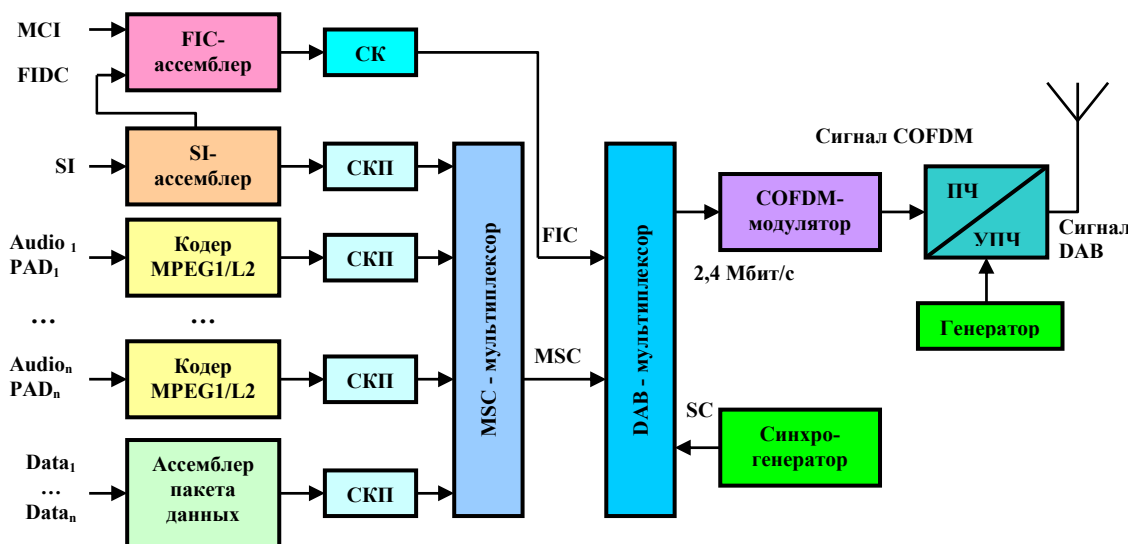 MCI
FIDC
FIC-
ассемблер
СК
SI
SI-
ассемблер
СКП
Audio 1
PAD1
Кодер
MPEG1/L2
СКП
...
...
Audion
PADn
Кодер
MPEG1/L2
СКП
Data1
...
Datan
Ассемблер
пакета
данных
СКП
MSC - мультиплексор
FIC
MSC
DAB - мультиплексор
SC
Синхро-
генератор
2,4 Мбит/с
COFDM-
модулятор
Сигнал COFDM
ПЧ
УПЧ
Генератор
Сигнал
DAB